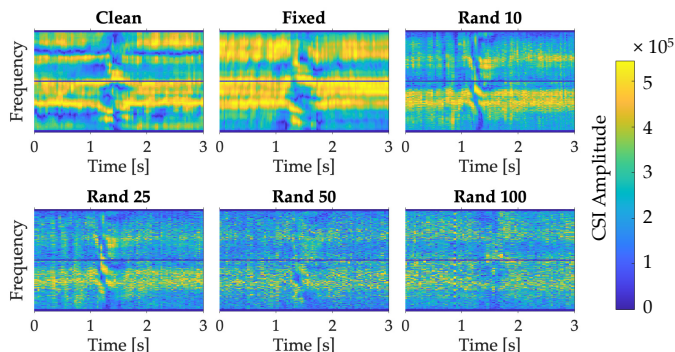 Clean Fixed Rand 10
Frequency
0 1 2 3 0 1 2 3 0 1 2 3
Time [s] Time [s] Time [s]
Rand 25 Rand 50 Rand 100
Frequency
0 1 2 3 0 1 2 3 0 1 2 3
Time [s] Time [s] Time [s]
× 10⁵
5
4
3
2
1
0
CSI Amplitude